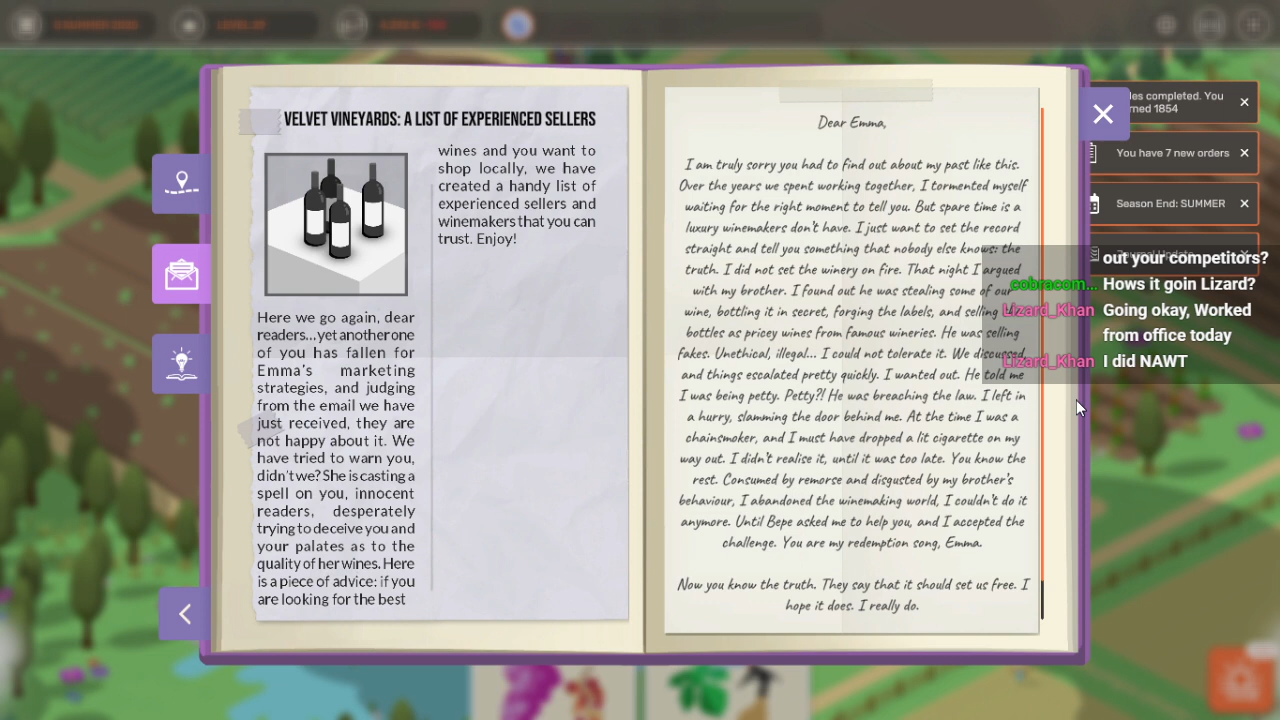 VELVET VINEYARDS: A LIST OF EXPERIENCED SELLERS
Here we go again, dear
readers... yet another one
of you has fallen for
Emma's marketing
strategies, and judging
from the email we have
just received, they are
not happy about it. We
have tried to warn you,
didn't we? She is casting a
spell on you, innocent
readers, desperately
trying to deceive you and
your palates as to the
quality of her wines. Here
is a piece of advice: if you
are looking for the best
wines and you want to
shop locally, we have
created a handy list of
experienced sellers and
winemakers that you can
trust. Enjoy!
Dear Emma,
I am truly sorry you had to find out about my past like this.
Over the years we spent working together, I tormented myself
waiting for the right moment to tell you. But spare time is a
luxury winemakers don't have. I just want to set the record
straight and tell you something that nobody else knows: the
truth. I did not set the winery on fire. That night I argued
with my brother. I found out he was stealing some of our
wine, bottling it in secret, forging the labels, and selling
bottles as pricey wines from famous wineries. He was selling
fakes. Unethical, illegal... I could not tolerate it. We discussed
and things escalated pretty quickly. I wanted out. He told me
I was being petty. Petty?! He was breaching the law. I left in
a hurry, slamming the door behind me. At the time I was a
chainsmoker, and I must have dropped a lit cigarette on my
way out. I didn't realise it, until it was too late. You know the
rest. Consumed by remorse and disgusted by my brother's
behaviour, I abandoned the winemaking world, I couldn't do it
anymore. Until Bepe asked me to help you, and I accepted the
challenge. You are my redemption song, Emma.
Now you know the truth. They say that it should set us free. I
hope it does. I really do.
les completed. You
rned 1854
You have 7 new orders
Season End: SUMMER
out your competitors?
cobracom... Hows it goin Lizard?
Lizard_Khan Going okay, Worked
from office today
Lizard_Khan I did NAWT